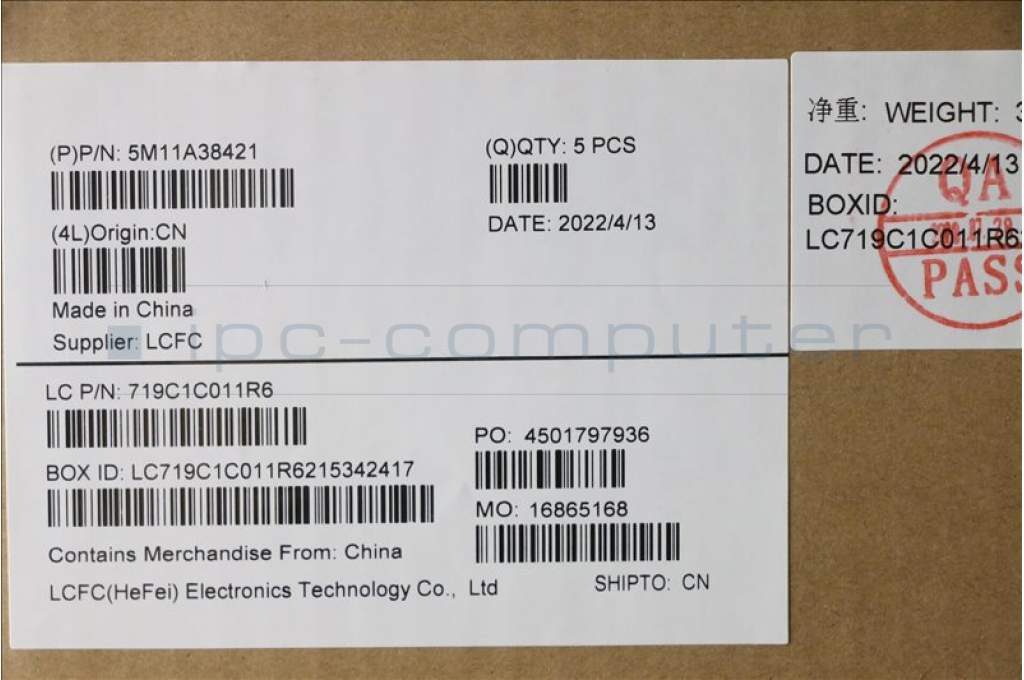 (P)P/N: 5M11A38421
(Q)QTY: 5 PCS
DATE: 2022/4/13
(4L)Origin:CN
Made in China
Supplier: LCFC
LC P/N: 719C1C011R6
BOX ID: LC719C1C011R6215342417
PO: 4501797936
MO: 16865168
Contains Merchandise From: China
LCFC(HeFei) Electronics Technology Co., Ltd
SHIPTO: CN
净重: WEIGHT:
DATE: 2022/4/13
BOXID:
LC719C1C011R6
QA
PASS
ipc-computer